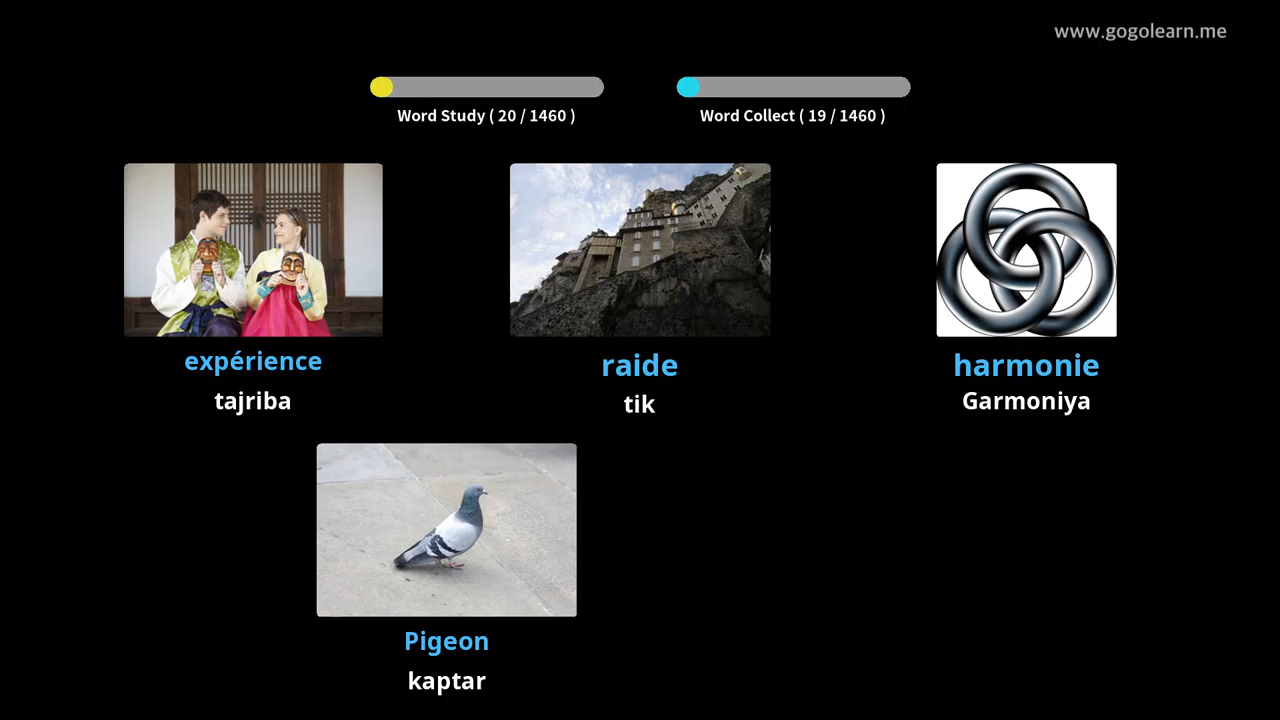 www.gogolearn.me
Word Study ( 20 / 1460 )
Word Collect ( 19 / 1460 )
expérience
tajriba
raide
tik
harmonie
Garmoniya
Pigeon
kaptar